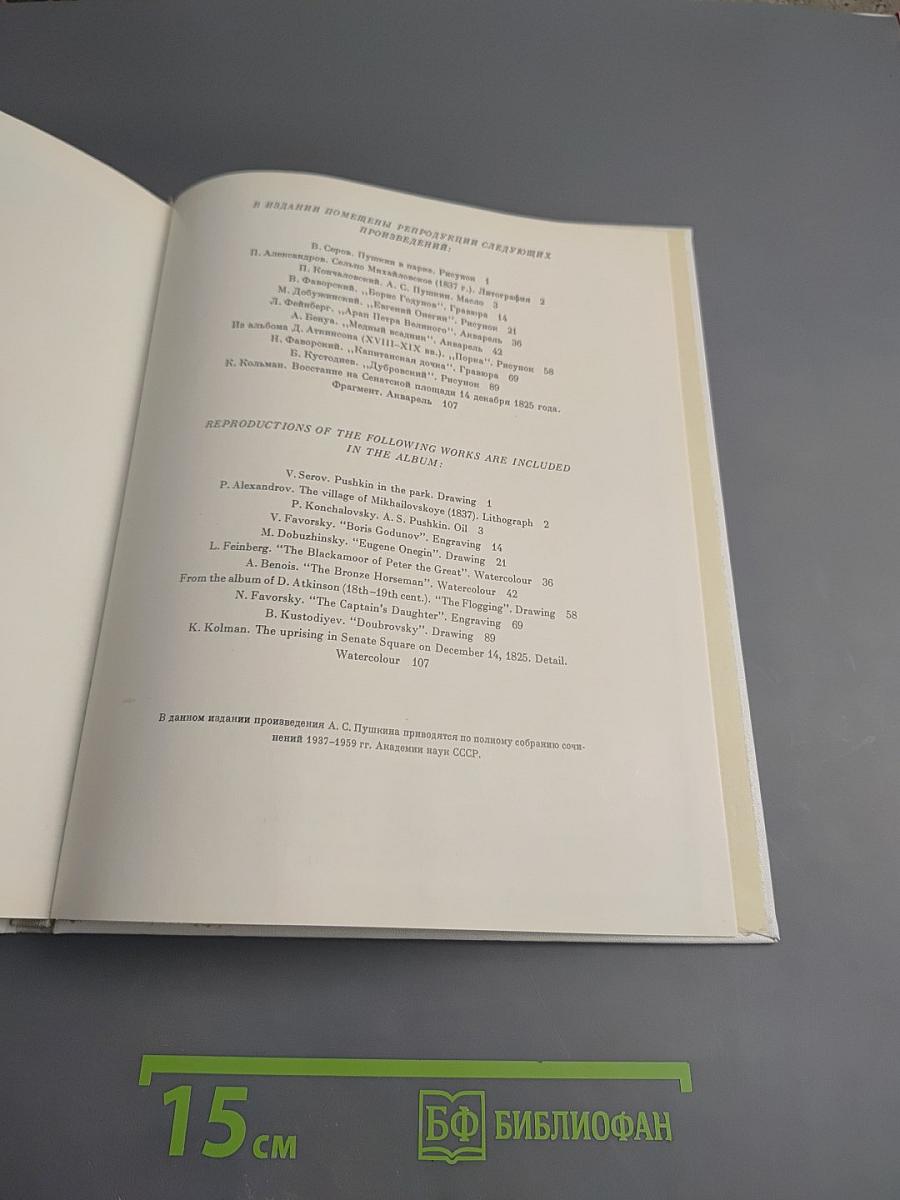 В ИЗДАНИИ ПОМЕЩЕНЫ РЕПРОДУКЦИИ СЛЕДУЮЩИХ
ПРОИЗВЕДЕНИЙ:
В. Серов. Пушкин в парке. Рисунок 1
П. Александров. Сельцо Михайловское (1837 г.). Литография 2
П. Кончаловский. А. С. Пушкин. Масло 3
В. Фаворский. „Борис Годунов". Гравюра 14
М. Добужинский. „Евгений Онегин". Рисунок 21
Л. Фейнберг. „Арап Петра Великого". Акварель 36
А. Бенуа. „Медный всадник". Акварель 42
Из альбома Д. Аткинсона (XVIII–XIX вв.). „Порка". Рисунок 58
Н. Фаворский. „Капитанская дочка". Гравюра 69
Б. Кустодиев. „Дубровский". Рисунок 89
К. Кольман. Восстание на Сенатской площади 14 декабря 1825 года.
Фрагмент. Акварель 107
REPRODUCTIONS OF THE FOLLOWING WORKS ARE INCLUDED
IN THE ALBUM:
V. Serov. Pushkin in the park. Drawing 1
P. Alexandrov. The village of Mikhailovskoye (1837). Lithograph 2
P. Konchalovsky. A. S. Pushkin. Oil 3
V. Favorsky. "Boris Godunov". Engraving 14
M. Dobuzhinsky. "Eugene Onegin". Drawing 21
L. Feinberg. "The Blackamoor of Peter the Great". Watercolour 36
A. Benois. "The Bronze Horseman". Watercolour 42
From the album of D. Atkinson (18th–19th cent.). "The Flogging". Drawing 58
N. Favorsky. "The Captain's Daughter". Engraving 69
B. Kustodiyev. "Doubrovsky". Drawing 89
K. Kolman. The uprising in Senate Square on December 14, 1825. Detail.
Watercolour 107
В данном издании произведения А. С. Пушкина приводятся по полному собранию сочи-
нений 1937–1959 гг. Академии наук СССР.
15 см
БФ БИБЛИОФАН